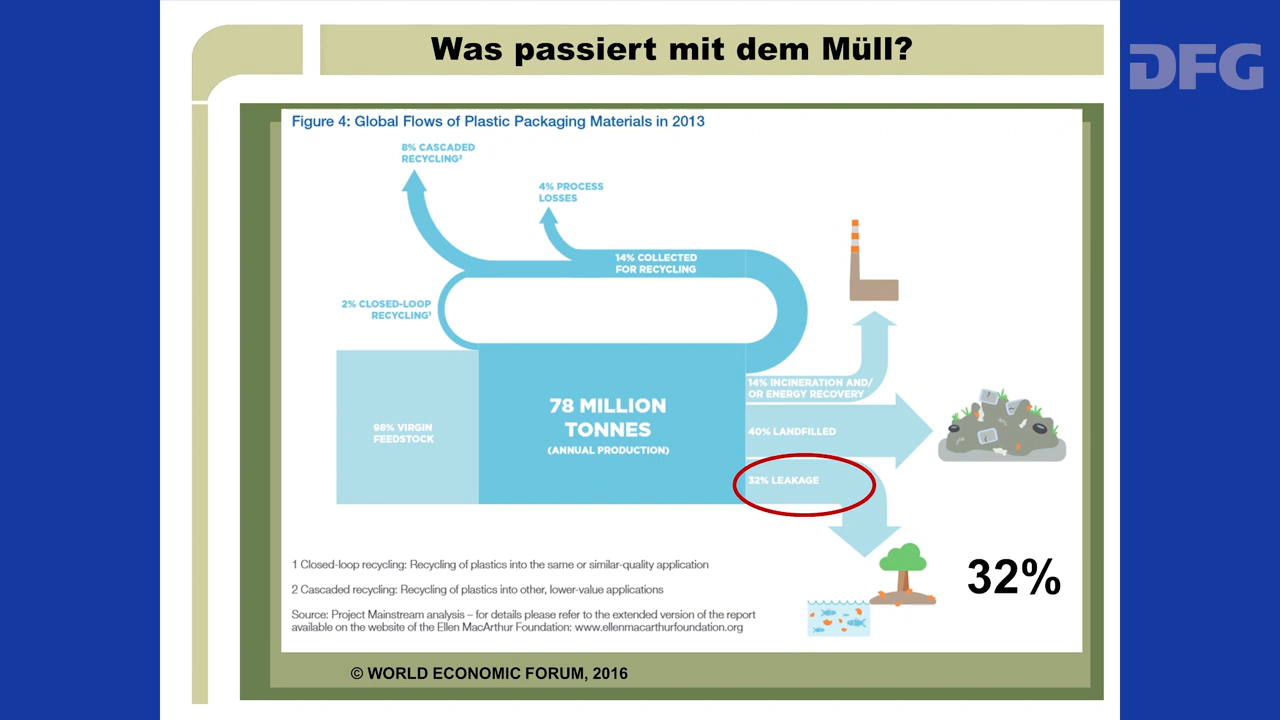 Was passiert mit dem Müll?
DFG
Figure 4: Global Flows of Plastic Packaging Materials in 2013
8% CASCADED
RECYCLING²
4% PROCESS
LOSSES
14% COLLECTED
FOR RECYCLING
2% CLOSED-LOOP
RECYCLING¹
98% VIRGIN
FEEDSTOCK
78 MILLION
TONNES
(ANNUAL PRODUCTION)
14% INCINERATION AND/
OR ENERGY RECOVERY
40% LANDFILLED
32% LEAKAGE
32%
1 Closed-loop recycling: Recycling of plastics into the same or similar-quality application
2 Cascaded recycling: Recycling of plastics into other, lower-value applications
Source: Project Mainstream analysis – for details please refer to the extended version of the report
available on the website of the Ellen MacArthur Foundation: www.ellenmacarthurfoundation.org
© WORLD ECONOMIC FORUM, 2016